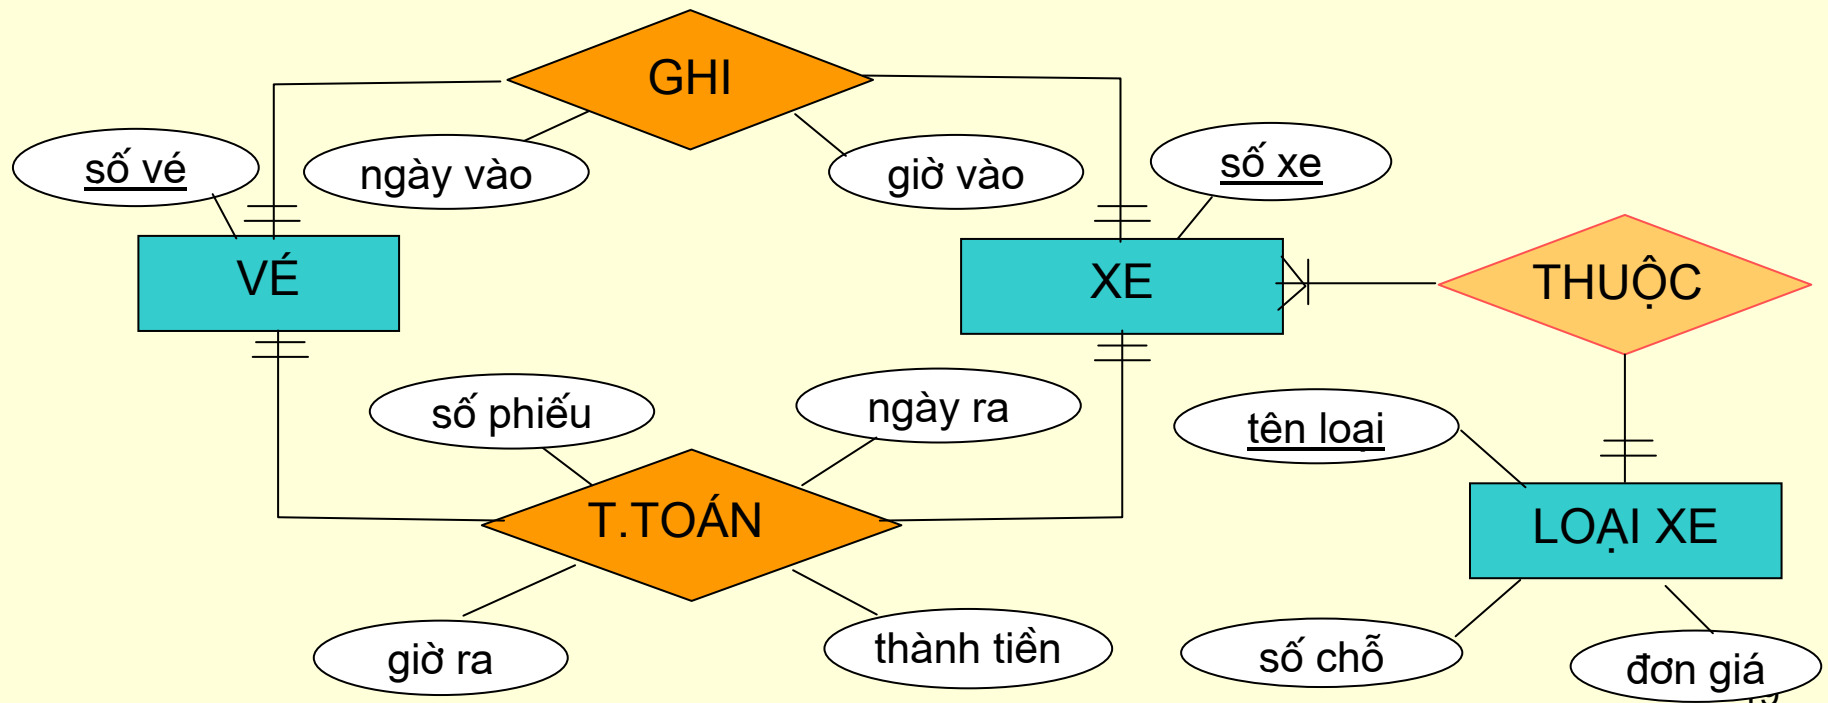 GHI
số vé
ngày vào
giờ vào
số xe
VÉ
XE
THUỘC
số phiếu
ngày ra
tên loại
T.TOÁN
LOẠI XE
giờ ra
thành tiền
số chỗ
đơn giá